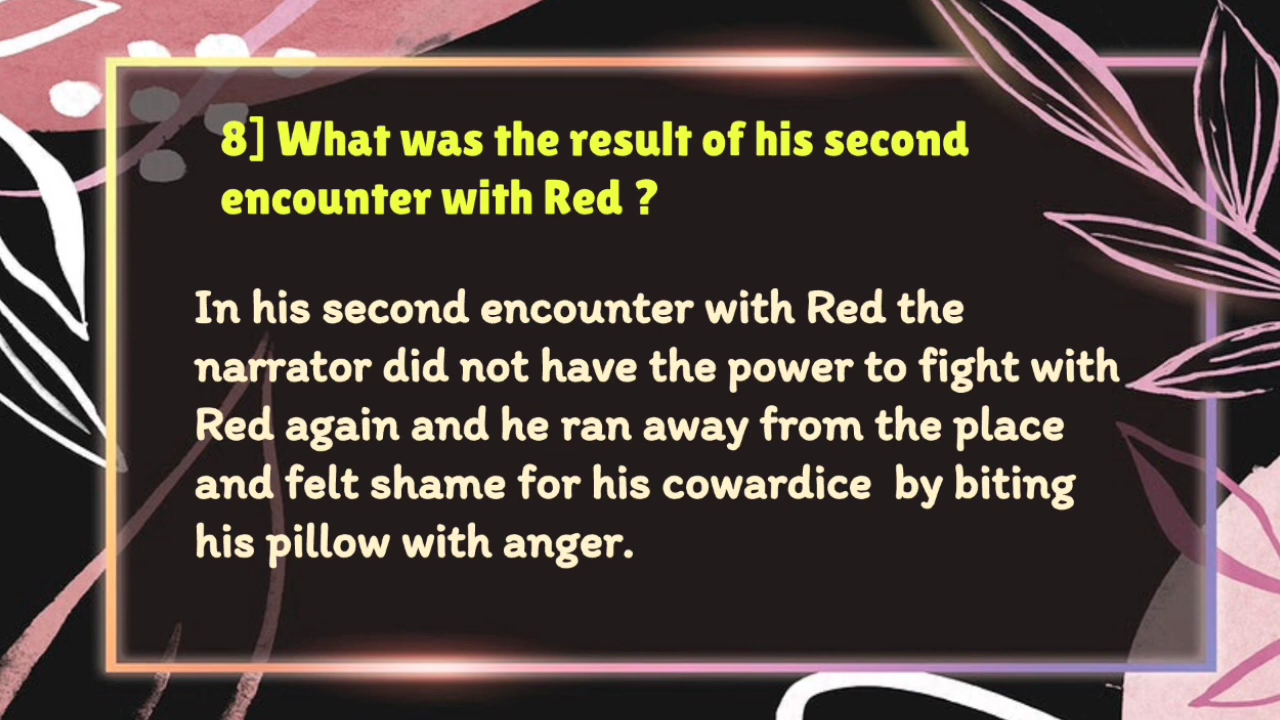 8] What was the result of his second
encounter with Red ?
In his second encounter with Red the
narrator did not have the power to fight with
Red again and he ran away from the place
and felt shame for his cowardice  by biting
his pillow with anger.